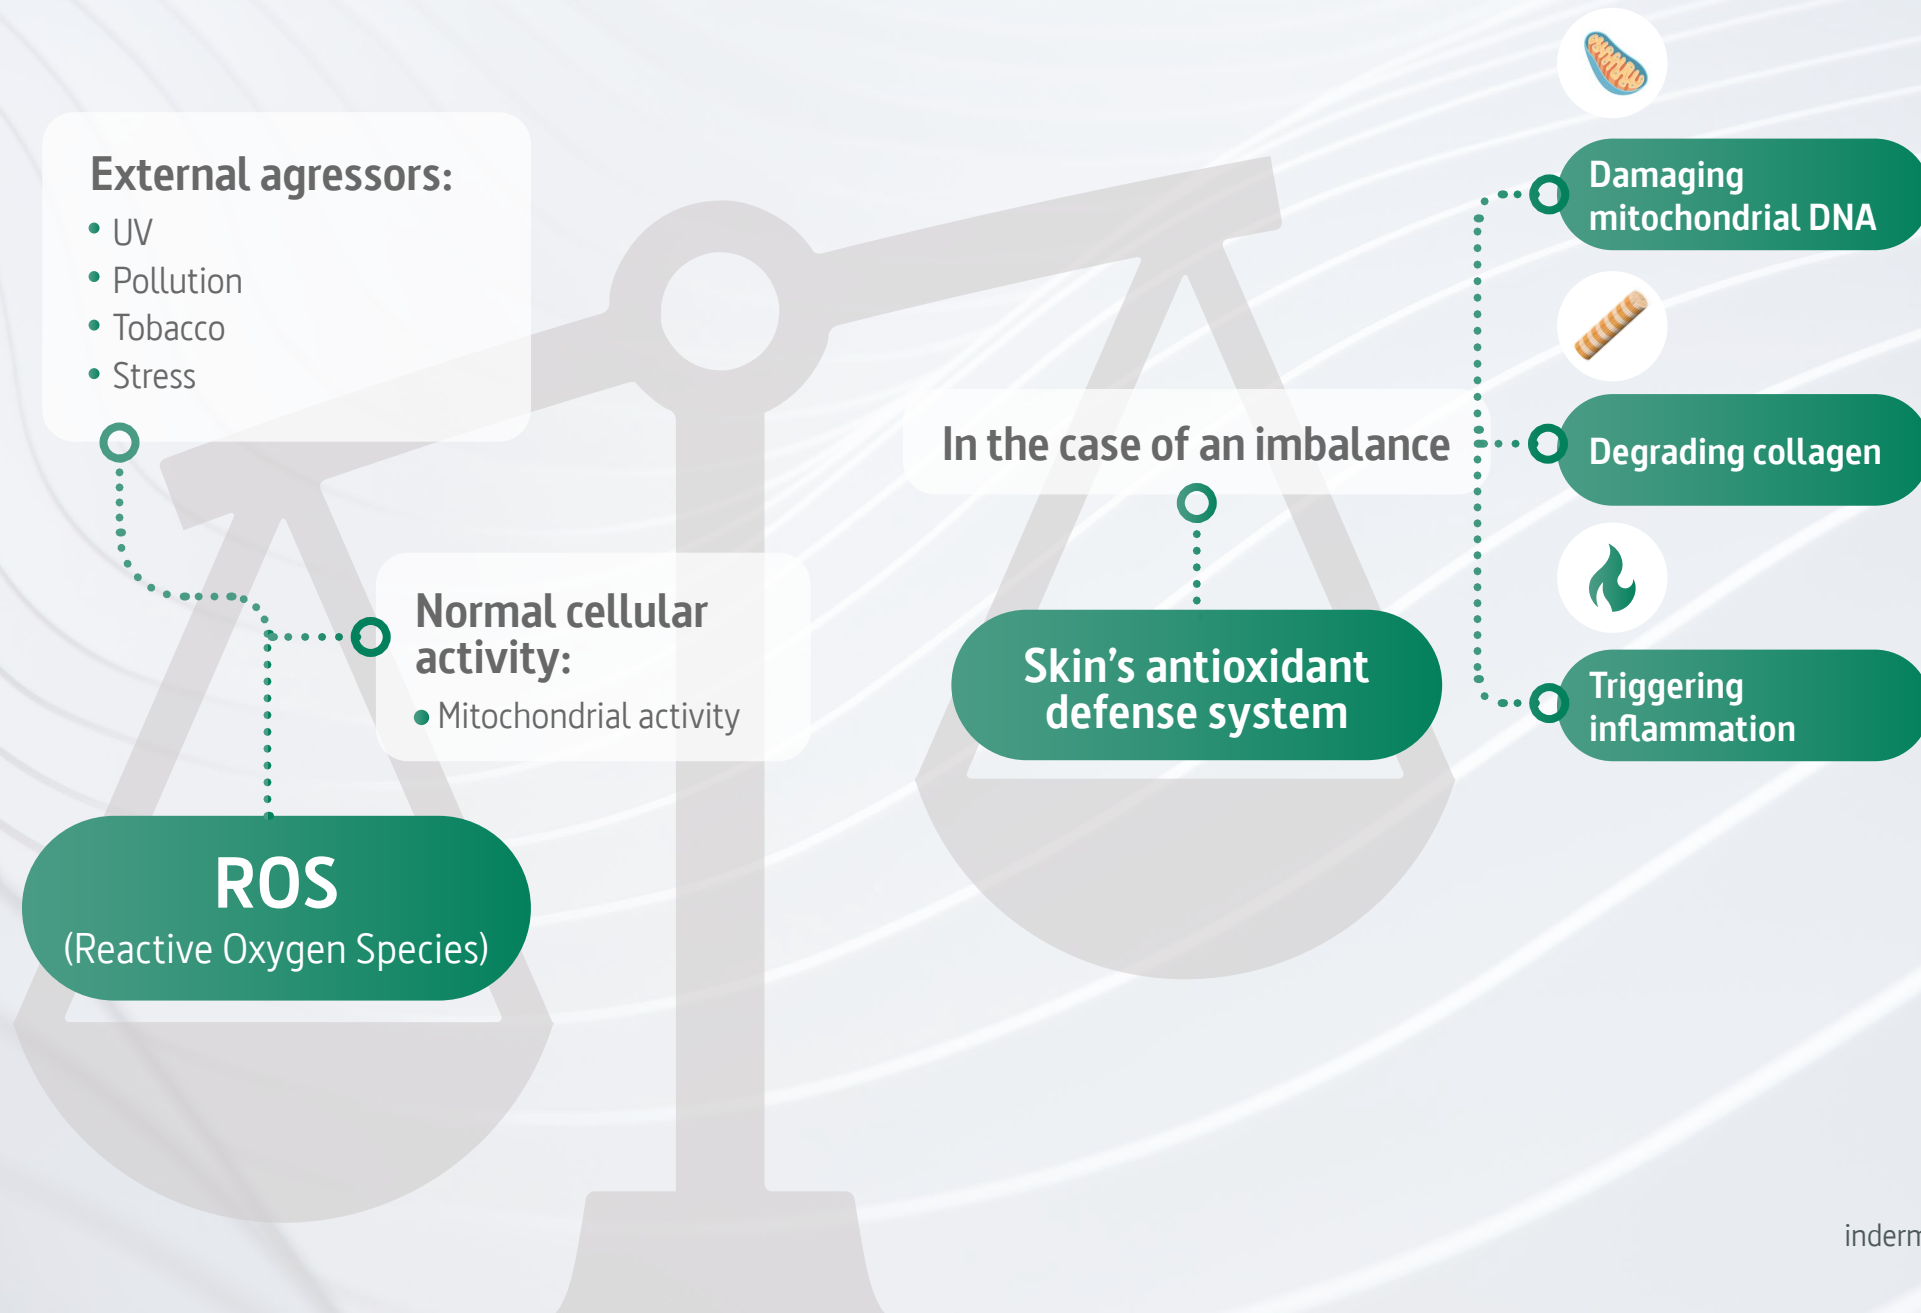 External agressors:
• UV
• Pollution
• Tobacco
• Stress
Normal cellular
activity:
• Mitochondrial activity
ROS
(Reactive Oxygen Species)
In the case of an imbalance
Skin's antioxidant
defense system
Damaging
mitochondrial DNA
Degrading collagen
Triggering
inflammation